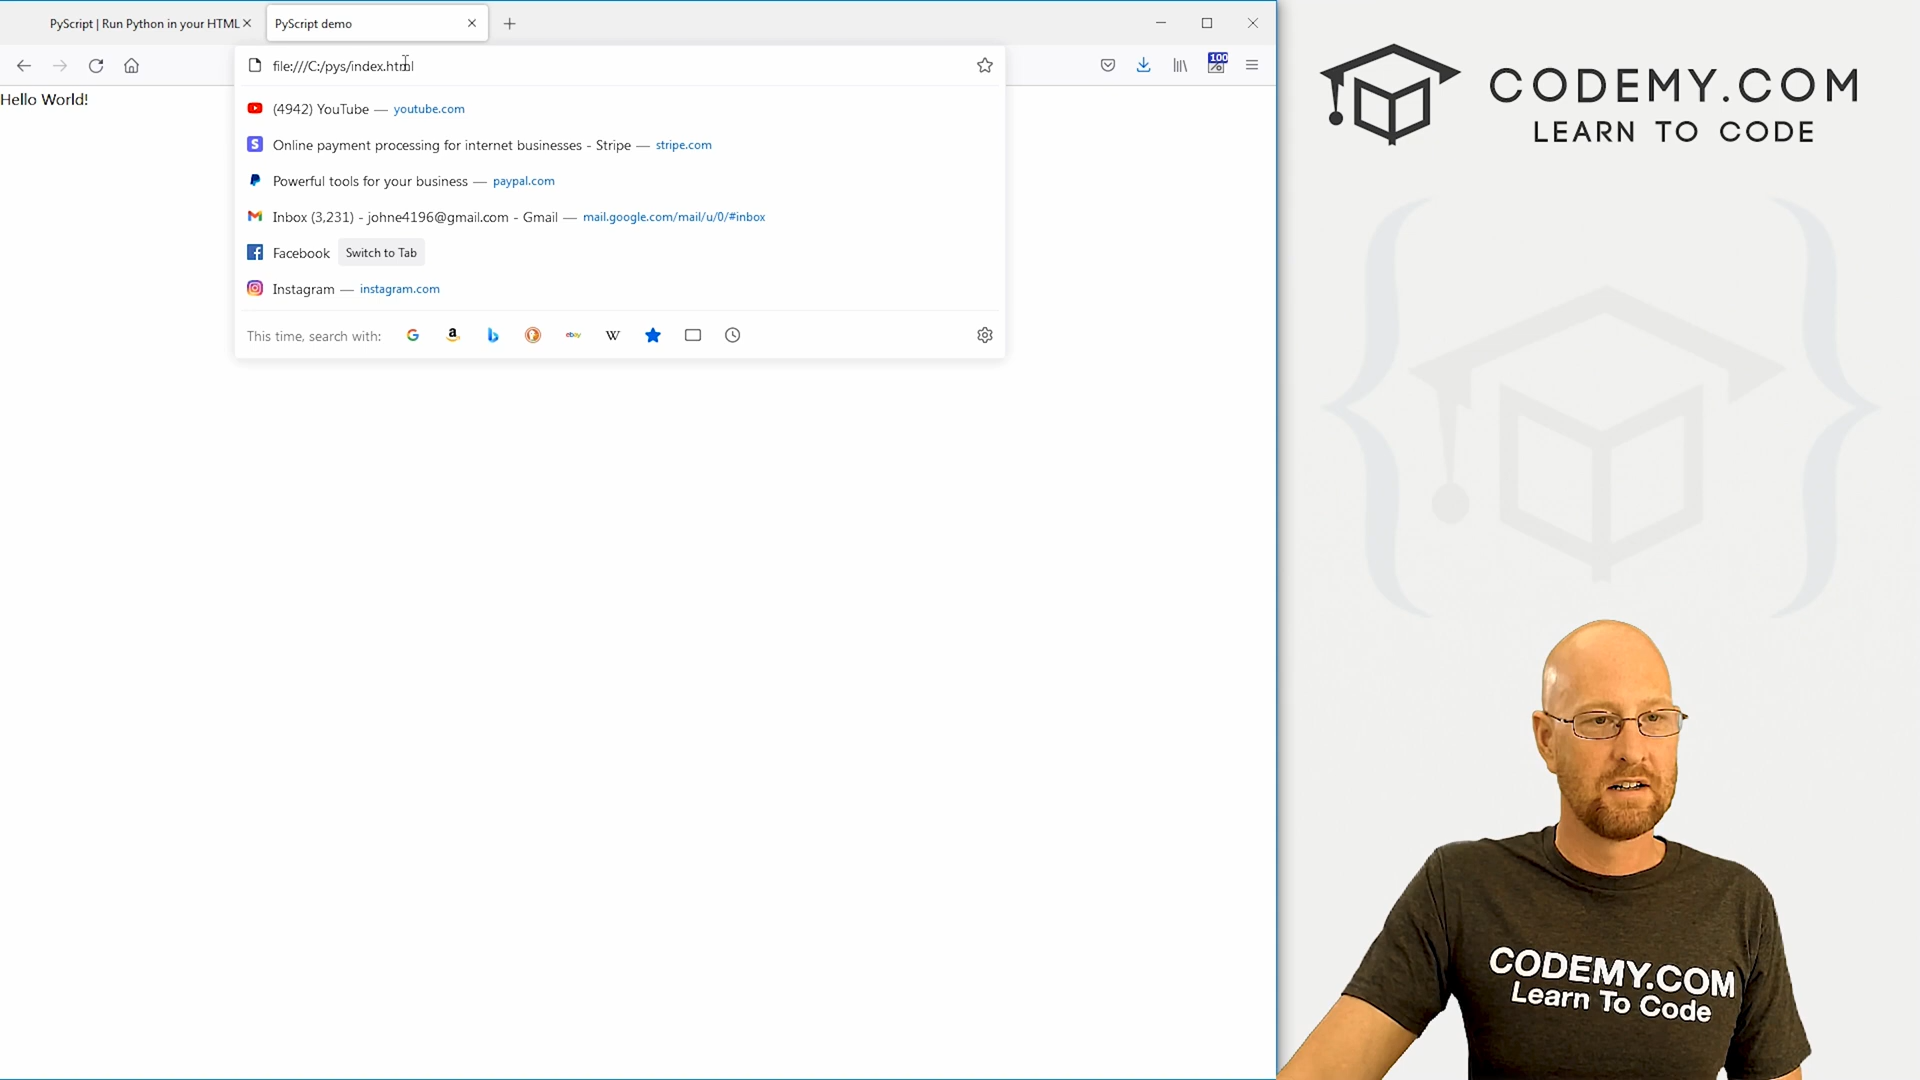 PyScript | Run Python in your HTML
PyScript demo
file:///C:/pys/index.html
100
Hello World!
(4942) YouTube — youtube.com
Online payment processing for internet businesses - Stripe — stripe.com
Powerful tools for your business — paypal.com
Inbox (3,231) - johne4196@gmail.com - Gmail — mail.google.com/mail/u/0/#inbox
Facebook Switch to Tab
Instagram — instagram.com
This time, search with:
CODEMY.COM
LEARN TO CODE
CODEMY.COM
Learn To Code